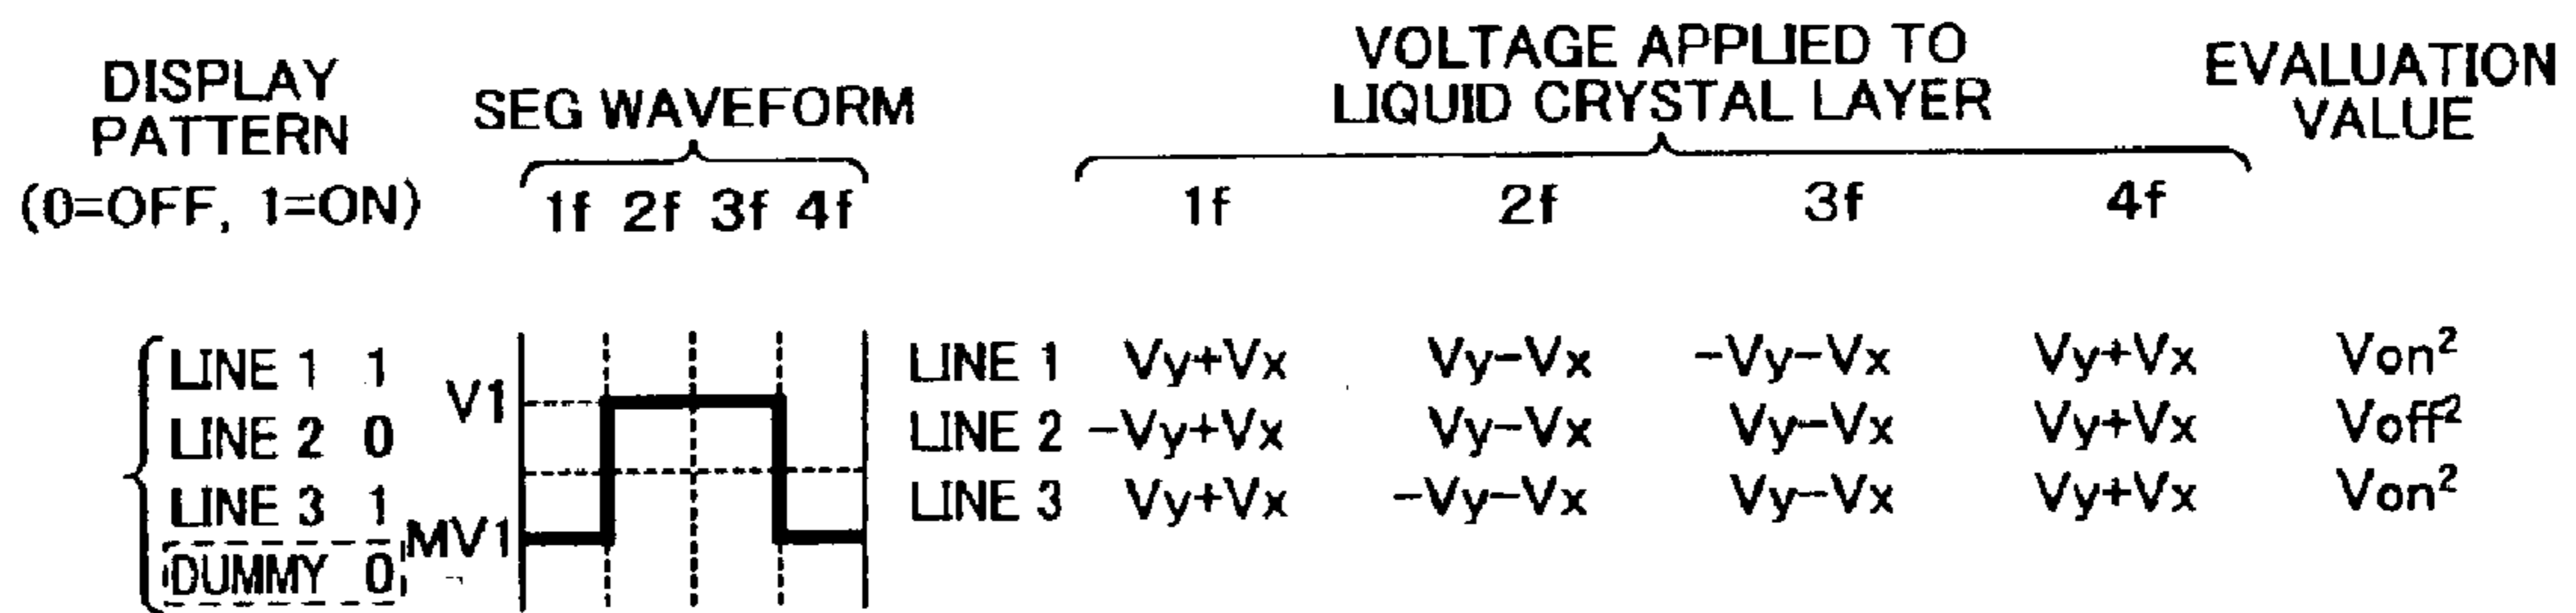 DISPLAY
PATTERN
(0=OFF, 1=ON)
SEG WAVEFORM
1f 2f 3f 4f
VOLTAGE APPLIED TO
LIQUID CRYSTAL LAYER
1f 2f 3f 4f
EVALUATION
VALUE
LINE 1 1
LINE 2 0
LINE 3 1
DUMMY 0
V1
MV1
LINE 1 Vy+Vx Vy-Vx -Vy-Vx Vy+Vx Von²
LINE 2 -Vy+Vx Vy-Vx Vy-Vx Vy+Vx Voff²
LINE 3 Vy+Vx -Vy-Vx Vy-Vx Vy+Vx Von²